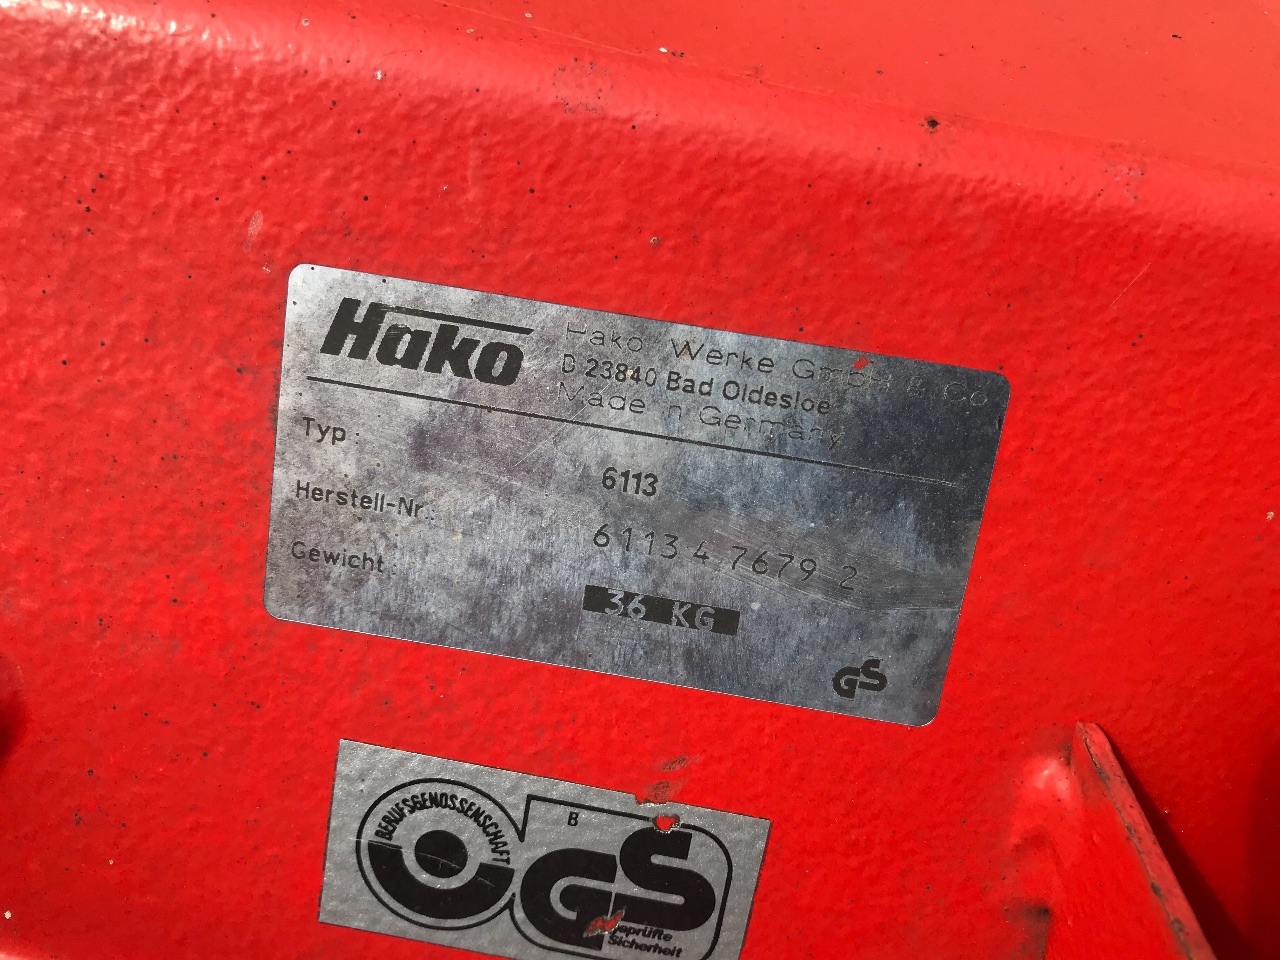 Hako
Hako Werke GmbH & Co
D 23840 Bad Oldesloe
Made in Germany
Typ :
6113
Herstell-Nr.:
6113 4 7679 2
Gewicht :
36 KG
GS
BERUFSGENOSSENSCHAFT
B
GS
geprüfte
Sicherheit